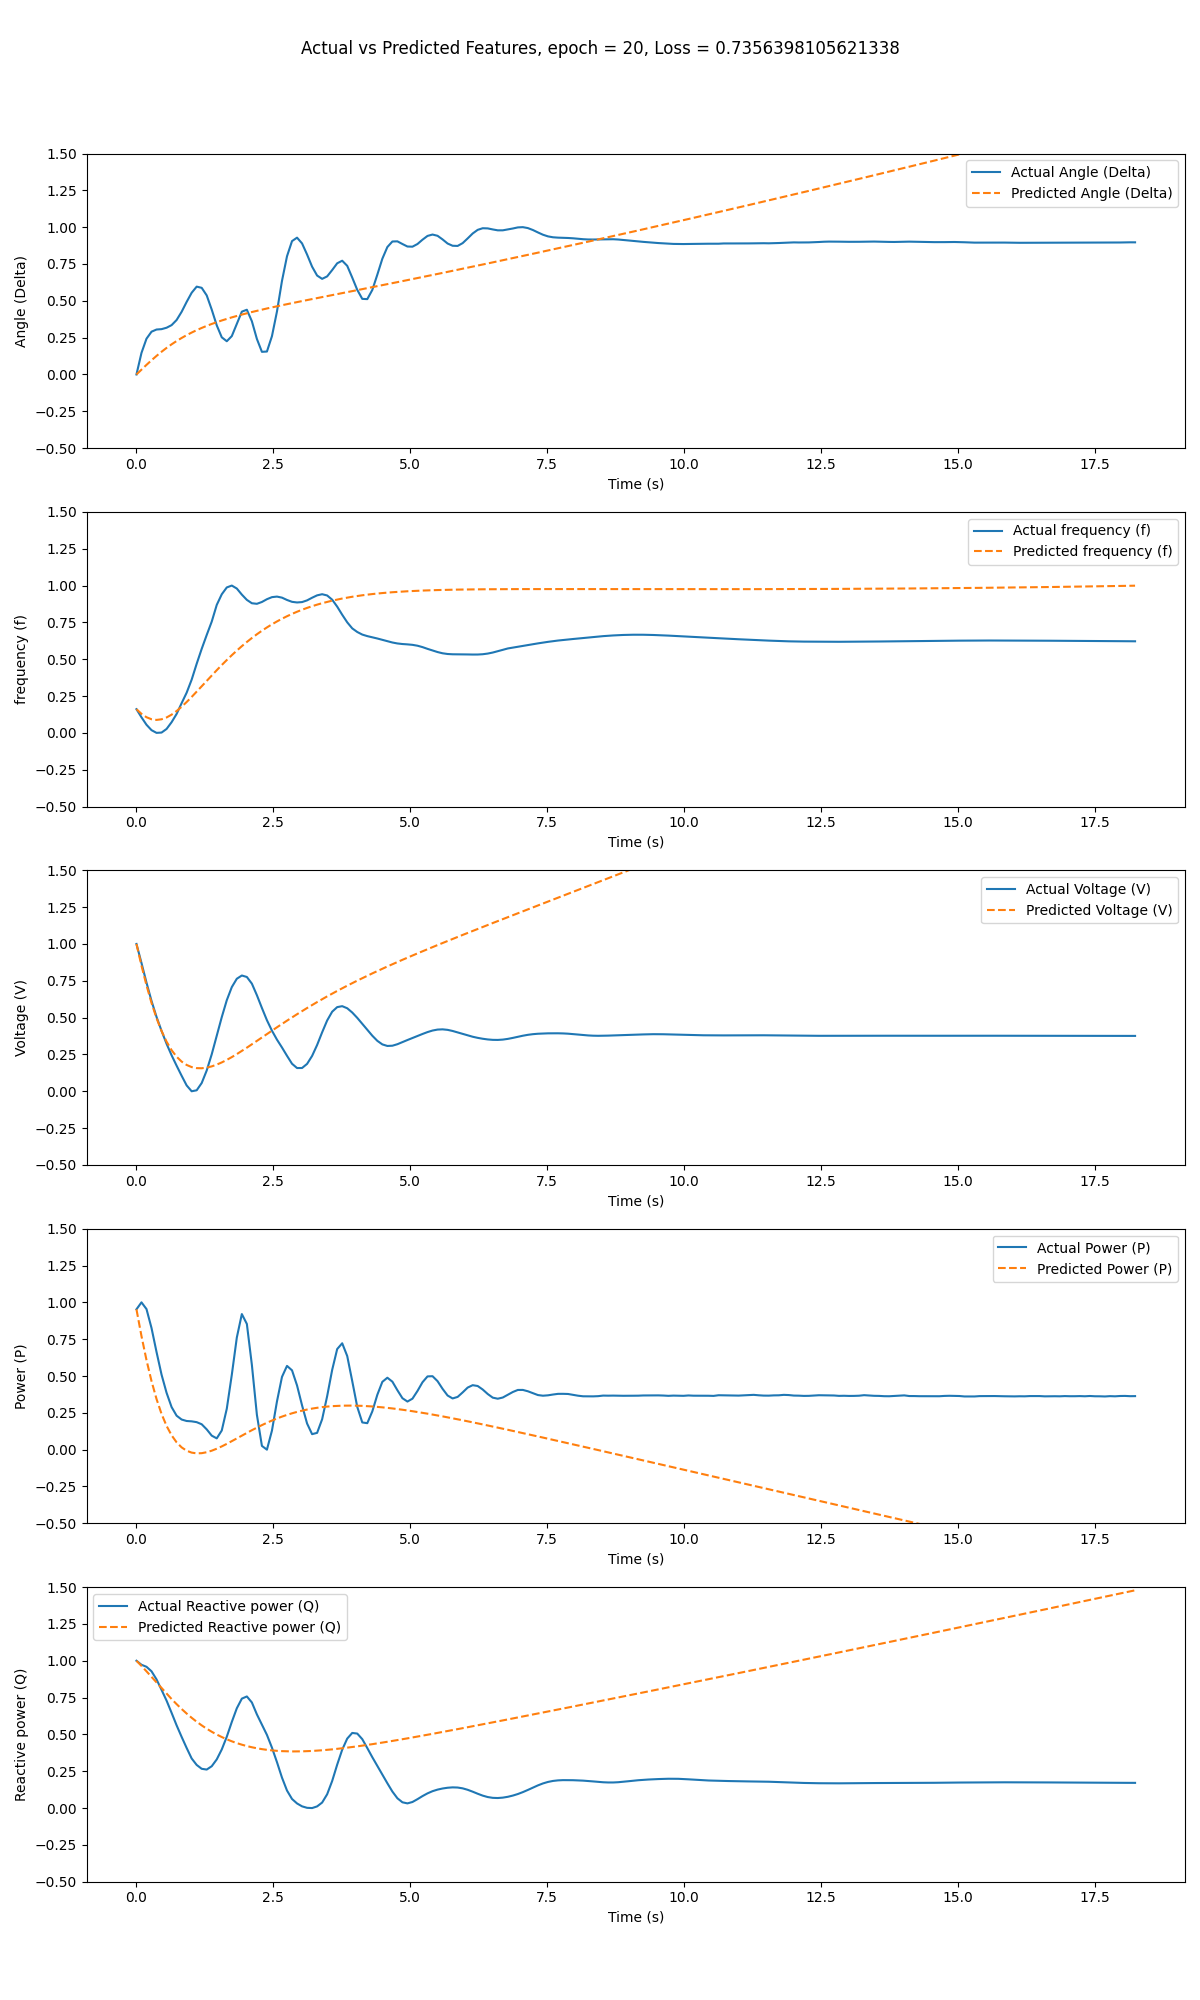 Actual vs Predicted Features, epoch = 20, Loss = 0.7356398105621338
1.50
1.25
1.00
0.75
0.50
0.25
0.00
−0.25
−0.50
Angle (Delta)
Actual Angle (Delta)
Predicted Angle (Delta)
0.0 2.5 5.0 7.5 10.0 12.5 15.0 17.5
Time (s)
1.50
1.25
1.00
0.75
0.50
0.25
0.00
−0.25
−0.50
frequency (f)
Actual frequency (f)
Predicted frequency (f)
0.0 2.5 5.0 7.5 10.0 12.5 15.0 17.5
Time (s)
1.50
1.25
1.00
0.75
0.50
0.25
0.00
−0.25
−0.50
Voltage (V)
Actual Voltage (V)
Predicted Voltage (V)
0.0 2.5 5.0 7.5 10.0 12.5 15.0 17.5
Time (s)
1.50
1.25
1.00
0.75
0.50
0.25
0.00
−0.25
−0.50
Power (P)
Actual Power (P)
Predicted Power (P)
0.0 2.5 5.0 7.5 10.0 12.5 15.0 17.5
Time (s)
1.50
1.25
1.00
0.75
0.50
0.25
0.00
−0.25
−0.50
Reactive power (Q)
Actual Reactive power (Q)
Predicted Reactive power (Q)
0.0 2.5 5.0 7.5 10.0 12.5 15.0 17.5
Time (s)